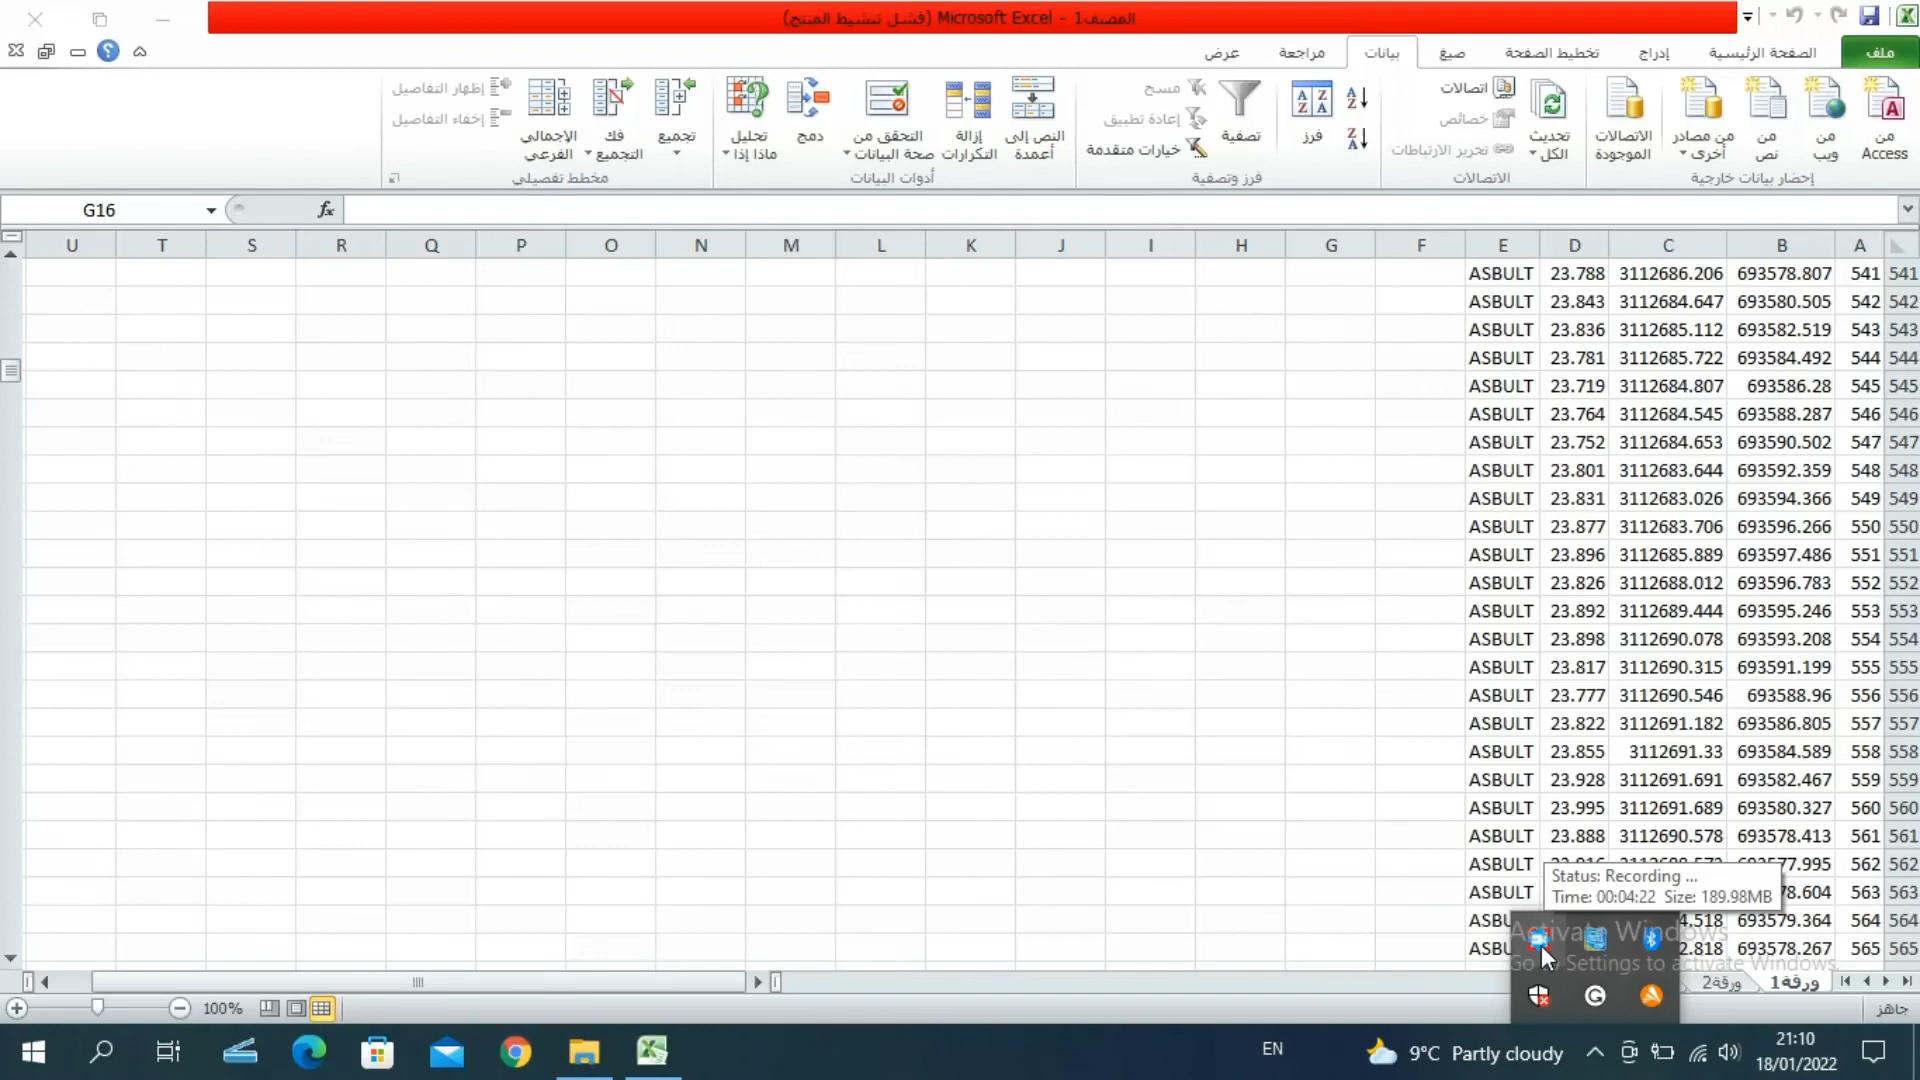 المصنف1 - Microsoft Excel (فشل تنشيط المنتج)
ملف الصفحة الرئيسية إدراج تخطيط الصفحة صيغ بيانات مراجعة عرض
من Access
من ويب
من نص
من مصادر أخرى
الاتصالات الموجودة
إحضار بيانات خارجية
تحديث الكل
اتصالات
خصائص
تحرير الارتباطات
الاتصالات
فرز
تصفية
مسح
إعادة تطبيق
خيارات متقدمة
فرز وتصفية
النص إلى أعمدة
إزالة التكرارات
التحقق من صحة البيانات
دمج
تحليل ماذا إذا
أدوات البيانات
تجميع
فك التجميع
الإجمالي الفرعي
إظهار التفاصيل
إخفاء التفاصيل
مخطط تفصيلي
G16 fx
U T S R Q P O N M L K J I H G F E D C B A
ASBULT 23.788 3112686.206 693578.807 541 541
ASBULT 23.843 3112684.647 693580.505 542 542
ASBULT 23.836 3112685.112 693582.519 543 543
ASBULT 23.781 3112685.722 693584.492 544 544
ASBULT 23.719 3112684.807 693586.28 545 545
ASBULT 23.764 3112684.545 693588.287 546 546
ASBULT 23.752 3112684.653 693590.502 547 547
ASBULT 23.801 3112683.644 693592.359 548 548
ASBULT 23.831 3112683.026 693594.366 549 549
ASBULT 23.877 3112683.706 693596.266 550 550
ASBULT 23.896 3112685.889 693597.486 551 551
ASBULT 23.826 3112688.012 693596.783 552 552
ASBULT 23.892 3112689.444 693595.246 553 553
ASBULT 23.898 3112690.078 693593.208 554 554
ASBULT 23.817 3112690.315 693591.199 555 555
ASBULT 23.777 3112690.546 693588.96 556 556
ASBULT 23.822 3112691.182 693586.805 557 557
ASBULT 23.855 3112691.33 693584.589 558 558
ASBULT 23.928 3112691.691 693582.467 559 559
ASBULT 23.995 3112691.689 693580.327 560 560
ASBULT 23.888 3112690.578 693578.413 561 561
ASBULT 562 562
ASBULT 563 563
693579.364 564 564
693578.267 565 565
Status: Recording ...
Time: 00:04:22 Size: 189.98MB
Activate Windows
Go to Settings to activate Windows.
ورقة1 ورقة2
جاهز
100%
EN
9°C Partly cloudy
21:10
18/01/2022